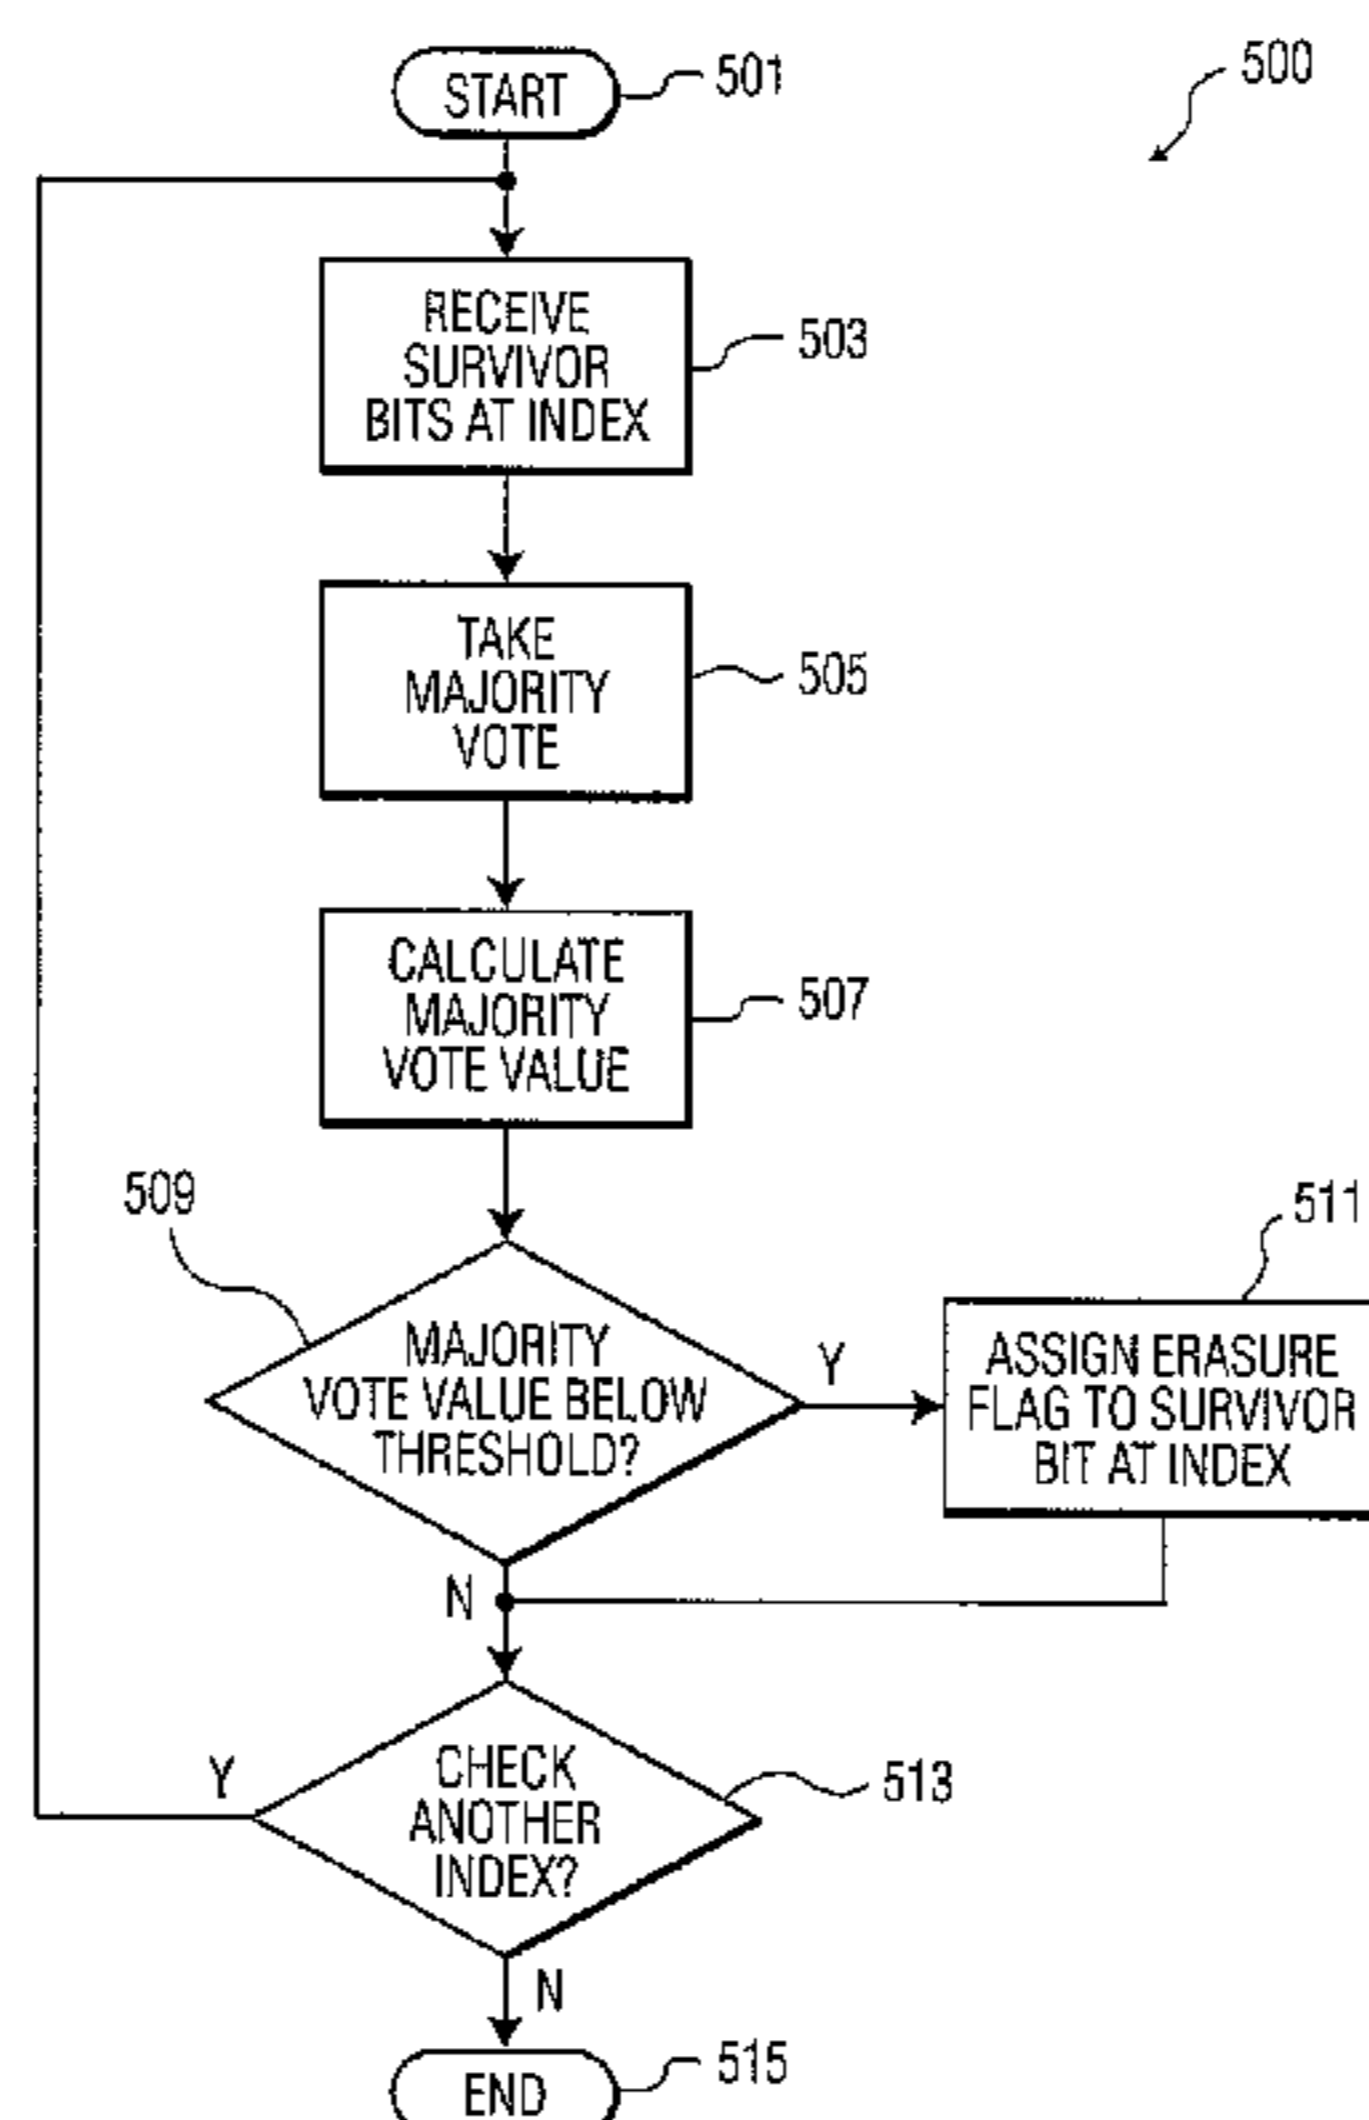 START
501
500
RECEIVE
SURVIVOR
BITS AT INDEX
503
TAKE
MAJORITY
VOTE
505
CALCULATE
MAJORITY
VOTE VALUE
507
509
MAJORITY
VOTE VALUE BELOW
THRESHOLD?
Y
511
ASSIGN ERASURE
FLAG TO SURVIVOR
BIT AT INDEX
N
Y
CHECK
ANOTHER
INDEX?
513
N
END
515